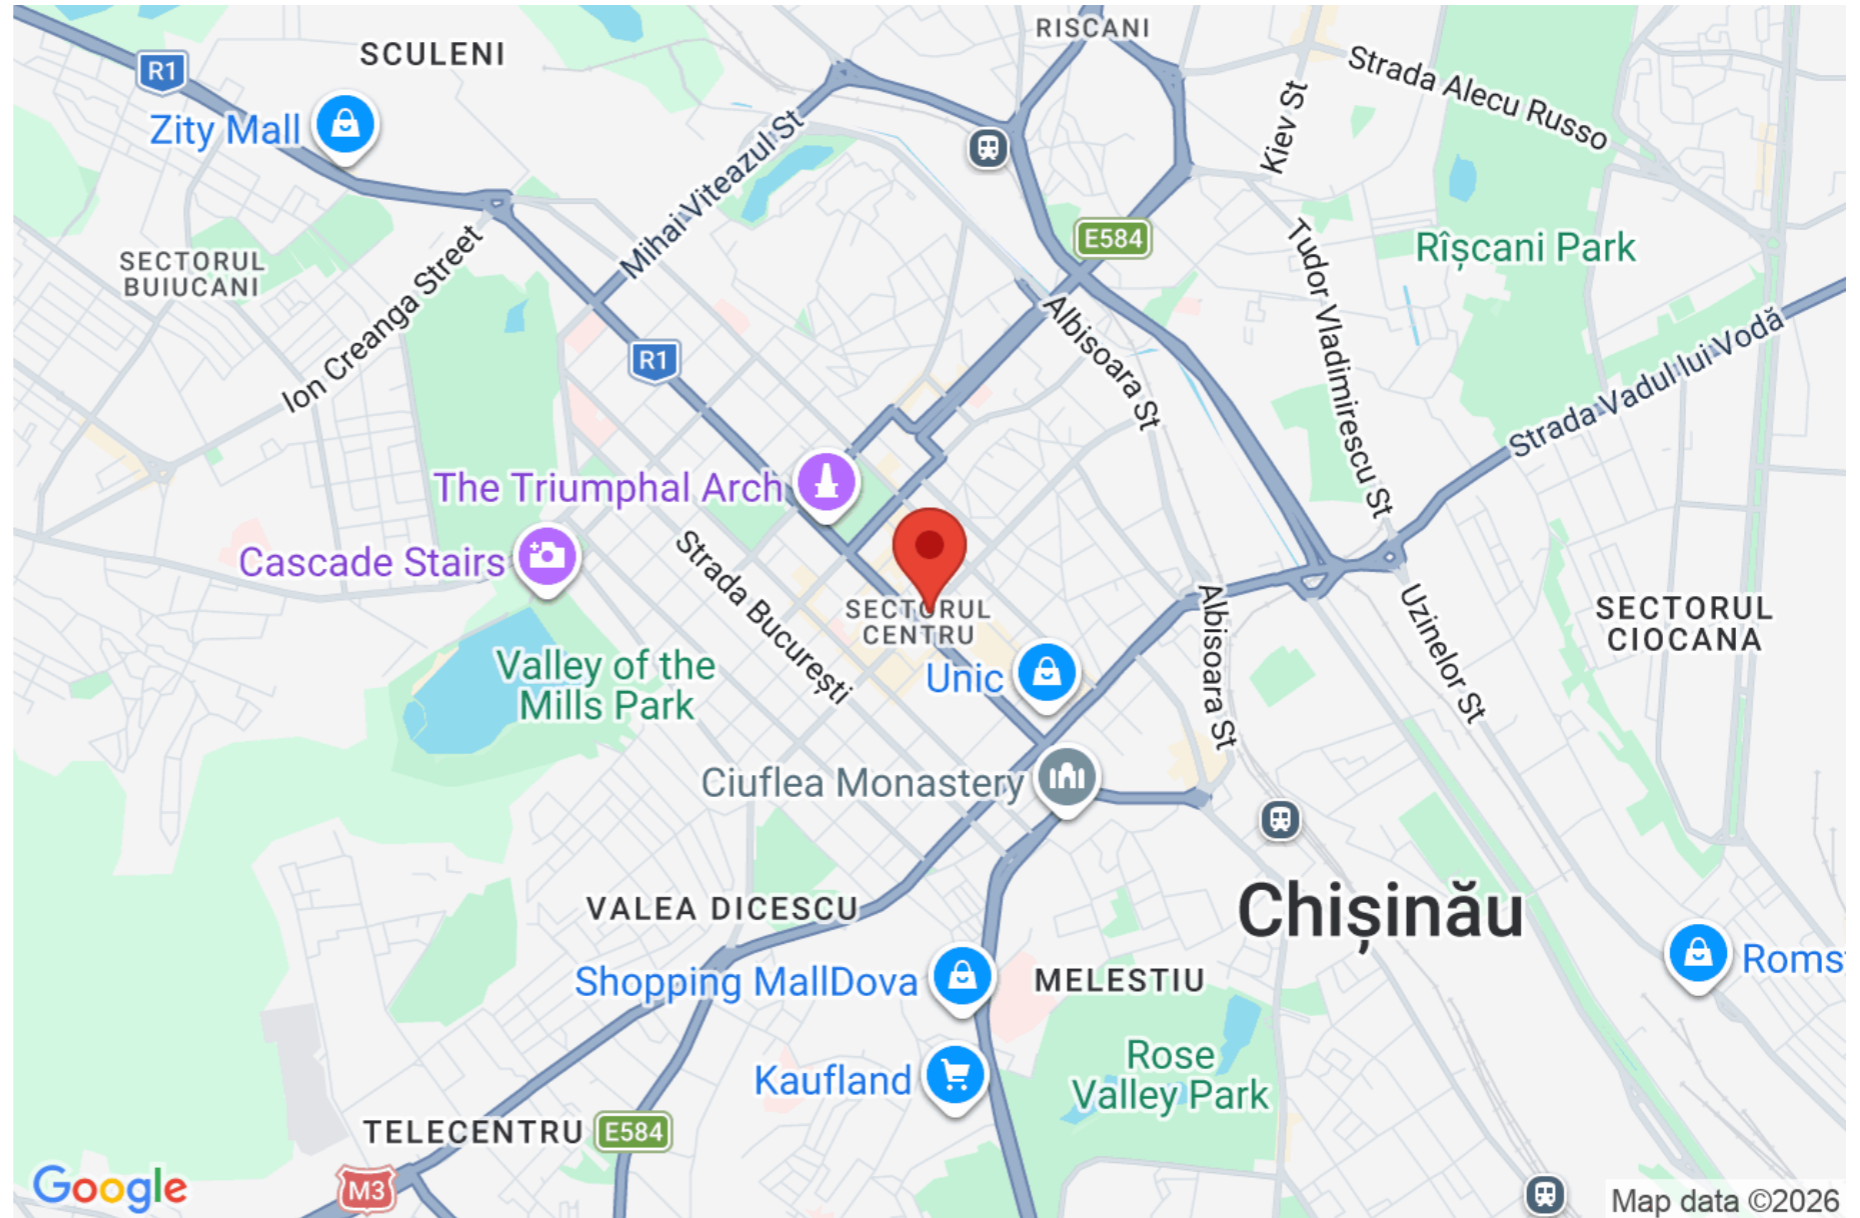 RISCANI
SCULENI
R1
Strada Alecu Russo
Zity Mall
Kiev St
Mihai Viteazul St
E584
Rîșcani Park
SECTORUL
BUIUCANI
Ion Creanga Street
Tudor Vladimirescu St
Albisoara St
Strada Vadul lui Vodă
R1
The Triumphal Arch
Cascade Stairs
Strada București
SECTORUL
CENTRU
Albisoara St
Uzinelor St
SECTORUL
CIOCANA
Valley of the
Mills Park
Unic
Ciuflea Monastery
VALEA DICESCU
Chișinău
Shopping MallDova
MELESTIU
Roms
Rose
Valley Park
Kaufland
TELECENTRU
E584
M3
Google
Map data ©2026